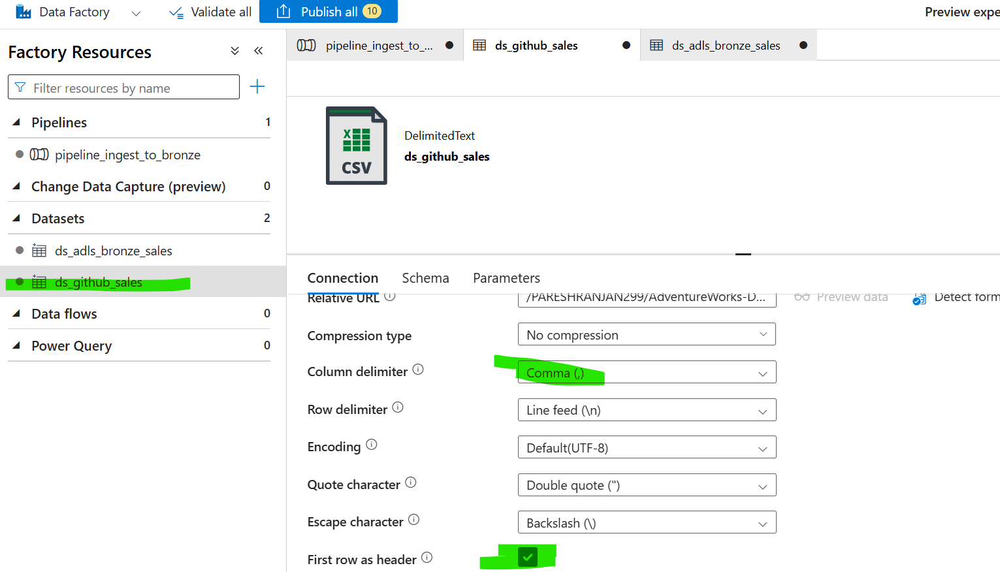 Data Factory
Validate all
Publish all 10
Preview expe
Factory Resources
Filter resources by name
Pipelines 1
pipeline_ingest_to_bronze
Change Data Capture (preview) 0
Datasets 2
ds_adls_bronze_sales
ds_github_sales
Data flows 0
Power Query 0
pipeline_ingest_to_...
ds_github_sales
ds_adls_bronze_sales
X
CSV
DelimitedText
ds_github_sales
Connection
Schema
Parameters
Relative URL
/PARESHRANJAN299/AdventureWorks-D...
Preview data
Detect form
Compression type
No compression
Column delimiter
Comma (,)
Row delimiter
Line feed (\n)
Encoding
Default(UTF-8)
Quote character
Double quote (")
Escape character
Backslash (\)
First row as header